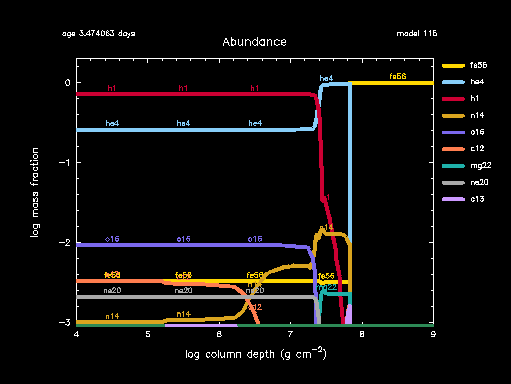 age 3.474063 days
model 116
Abundance
fe56
he4
h1
n14
o16
c12
mg22
ne20
c13
he4
fe56
h1 h1 h1
he4 he4 he4
n14
o16 o16 o16
fe56 fe56 fe56
ne20 ne20 ne20
c12
n14 n14
0
−1
−2
−3
4 5 6 7 8 9
log mass fraction
log column depth (g cm−2)